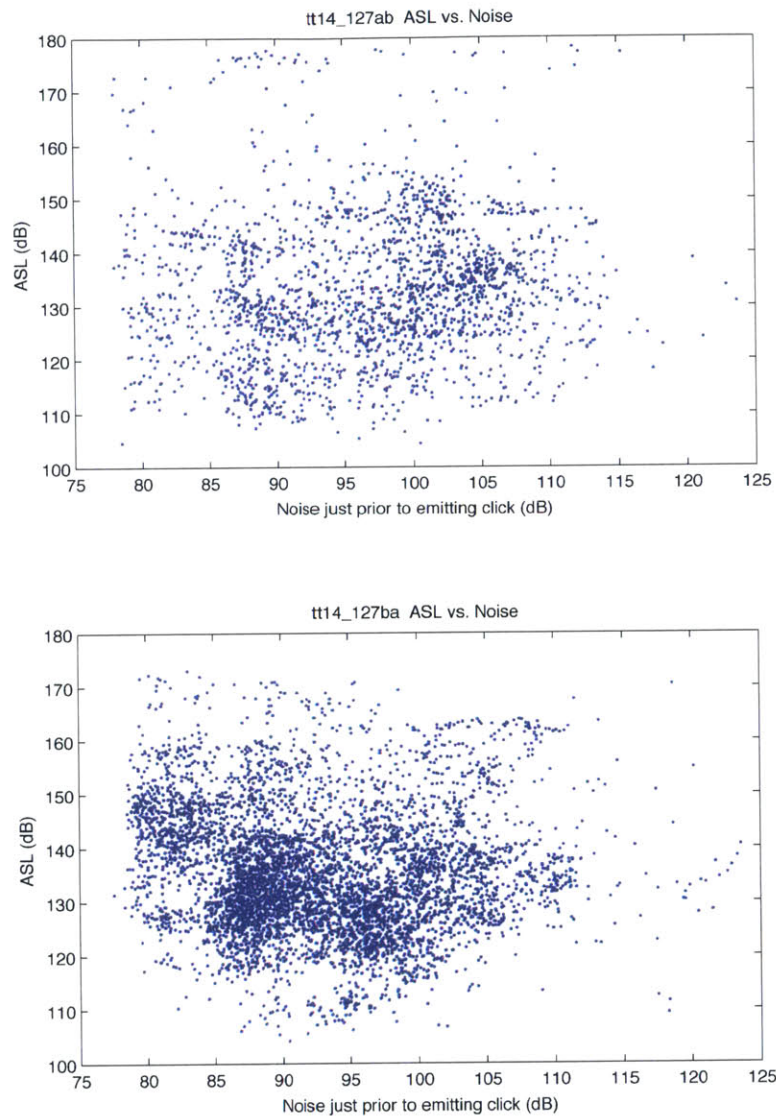 tt14_127ab ASL vs. Noise
180
170
160
150
140
130
120
110
100
ASL (dB)
75 80 85 90 95 100 105 110 115 120 125
Noise just prior to emitting click (dB)
tt14_127ba ASL vs. Noise
180
170
160
150
140
130
120
110
100
ASL (dB)
75 80 85 90 95 100 105 110 115 120 125
Noise just prior to emitting click (dB)